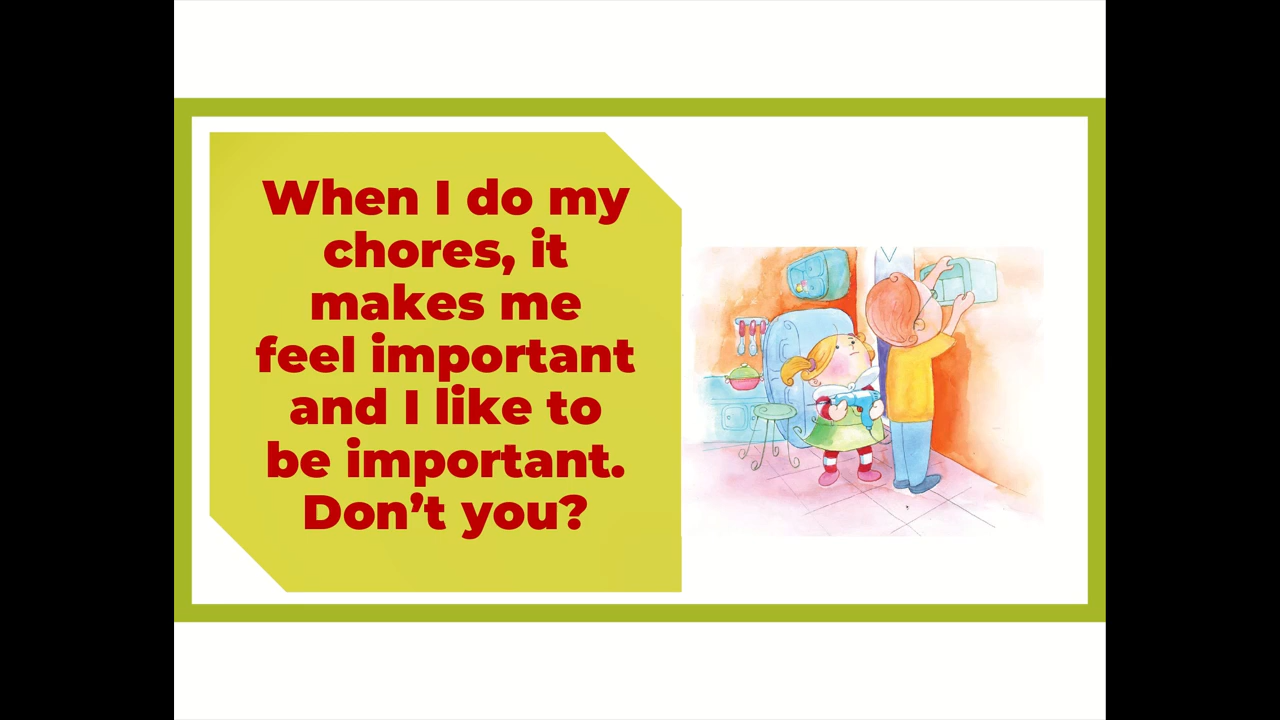 When I do my
chores, it
makes me
feel important
and I like to
be important.
Don’t you?